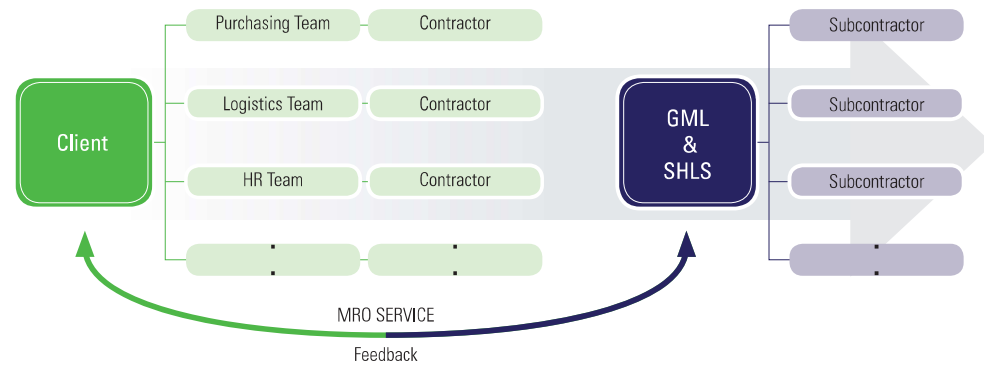 Purchasing Team
Contractor
Subcontractor
Client
Logistics Team
Contractor
GML
&
SHLS
Subcontractor
HR Team
Contractor
Subcontractor
:
:
:
MRO SERVICE
Feedback